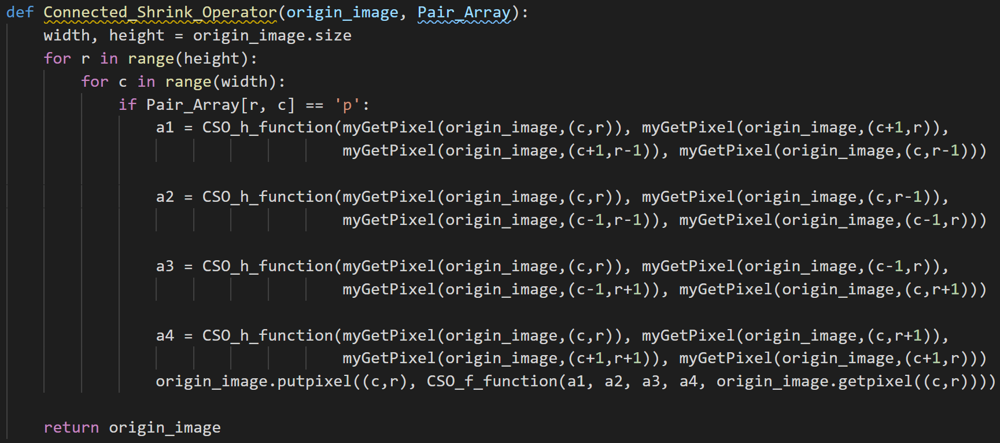 def Connected_Shrink_Operator(origin_image, Pair_Array):
    width, height = origin_image.size
    for r in range(height):
        for c in range(width):
            if Pair_Array[r, c] == 'p':
                a1 = CSO_h_function(myGetPixel(origin_image,(c,r)), myGetPixel(origin_image,(c+1,r)),
                                    myGetPixel(origin_image,(c+1,r-1)), myGetPixel(origin_image,(c,r-1)))
                a2 = CSO_h_function(myGetPixel(origin_image,(c,r)), myGetPixel(origin_image,(c,r-1)),
                                    myGetPixel(origin_image,(c-1,r-1)), myGetPixel(origin_image,(c-1,r)))
                a3 = CSO_h_function(myGetPixel(origin_image,(c,r)), myGetPixel(origin_image,(c-1,r)),
                                    myGetPixel(origin_image,(c-1,r+1)), myGetPixel(origin_image,(c,r+1)))
                a4 = CSO_h_function(myGetPixel(origin_image,(c,r)), myGetPixel(origin_image,(c,r+1)),
                                    myGetPixel(origin_image,(c+1,r+1)), myGetPixel(origin_image,(c+1,r)))
                origin_image.putpixel((c,r), CSO_f_function(a1, a2, a3, a4, origin_image.getpixel((c,r))))
    return origin_image